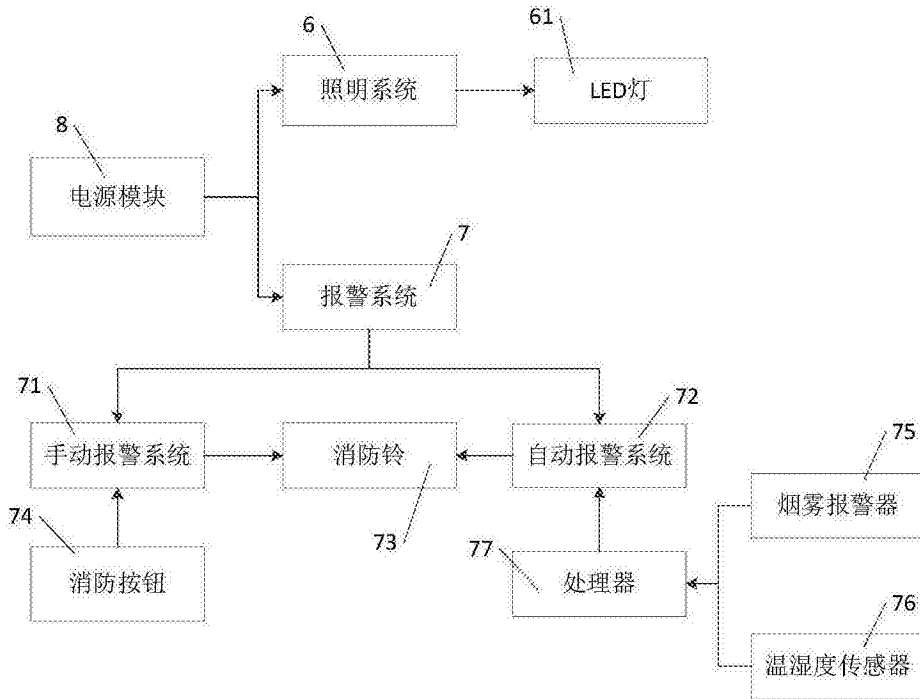 6
照明系统
61
LED灯
8
电源模块
7
报警系统
71
手动报警系统
消防铃
73
72
自动报警系统
75
烟雾报警器
74
消防按钮
77
处理器
76
温湿度传感器